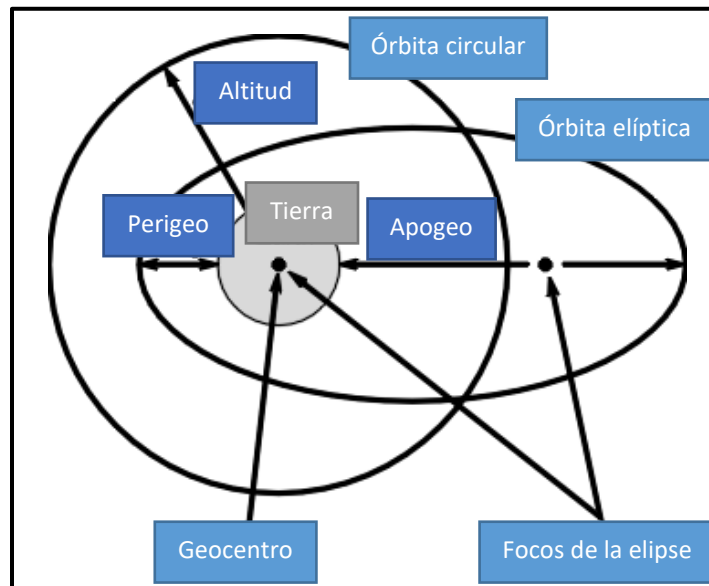 Órbita circular
Altitud
Órbita elíptica
Perigeo
Tierra
Apogeo
Geocentro
Focos de la elipse